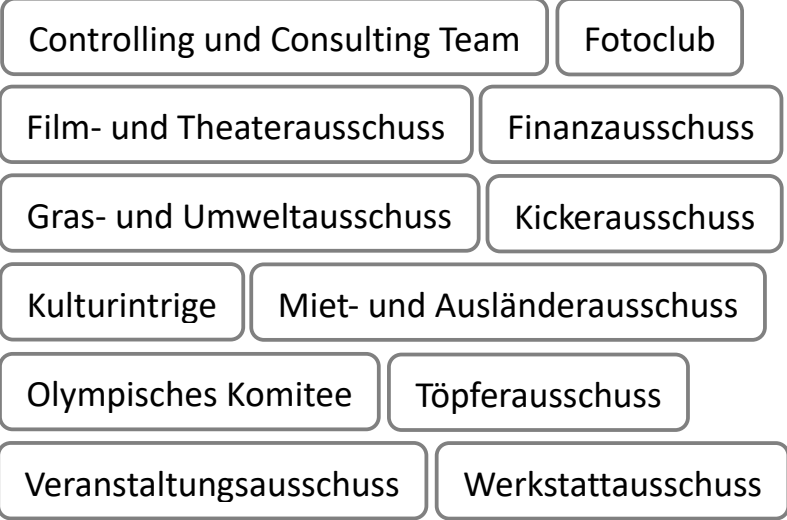 Controlling und Consulting Team Fotoclub
Film- und Theaterausschuss Finanzausschuss
Gras- und Umweltausschuss Kickerausschuss
Kulturintrige Miet- und Ausländerausschuss
Olympisches Komitee Töpferausschuss
Veranstaltungsausschuss Werkstattausschuss